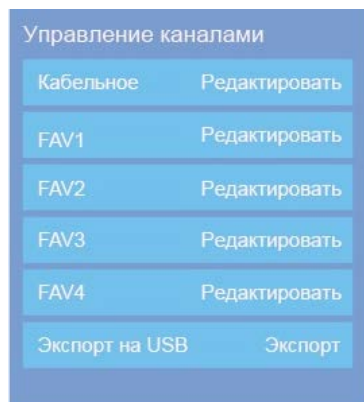 Управление каналами
Кабельное Редактировать
FAV1 Редактировать
FAV2 Редактировать
FAV3 Редактировать
FAV4 Редактировать
Экспорт на USB Экспорт